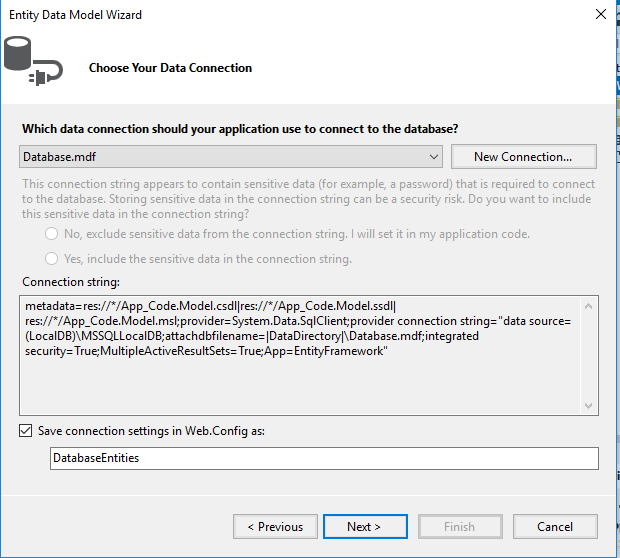 Entity Data Model Wizard
Choose Your Data Connection
Which data connection should your application use to connect to the database?
Database.mdf
New Connection...
This connection string appears to contain sensitive data (for example, a password) that is required to connect
to the database. Storing sensitive data in the connection string can be a security risk. Do you want to include
this sensitive data in the connection string?
No, exclude sensitive data from the connection string. I will set it in my application code.
Yes, include the sensitive data in the connection string.
Connection string:
metadata=res://*/App_Code.Model.csdl|res://*/App_Code.Model.ssdl|
res://*/App_Code.Model.msl;provider=System.Data.SqlClient;provider connection string="data source=
(LocalDB)\MSSQLLocalDB;attachdbfilename=|DataDirectory|\Database.mdf;integrated
security=True;MultipleActiveResultSets=True;App=EntityFramework"
Save connection settings in Web.Config as:
DatabaseEntities
< Previous
Next >
Finish
Cancel